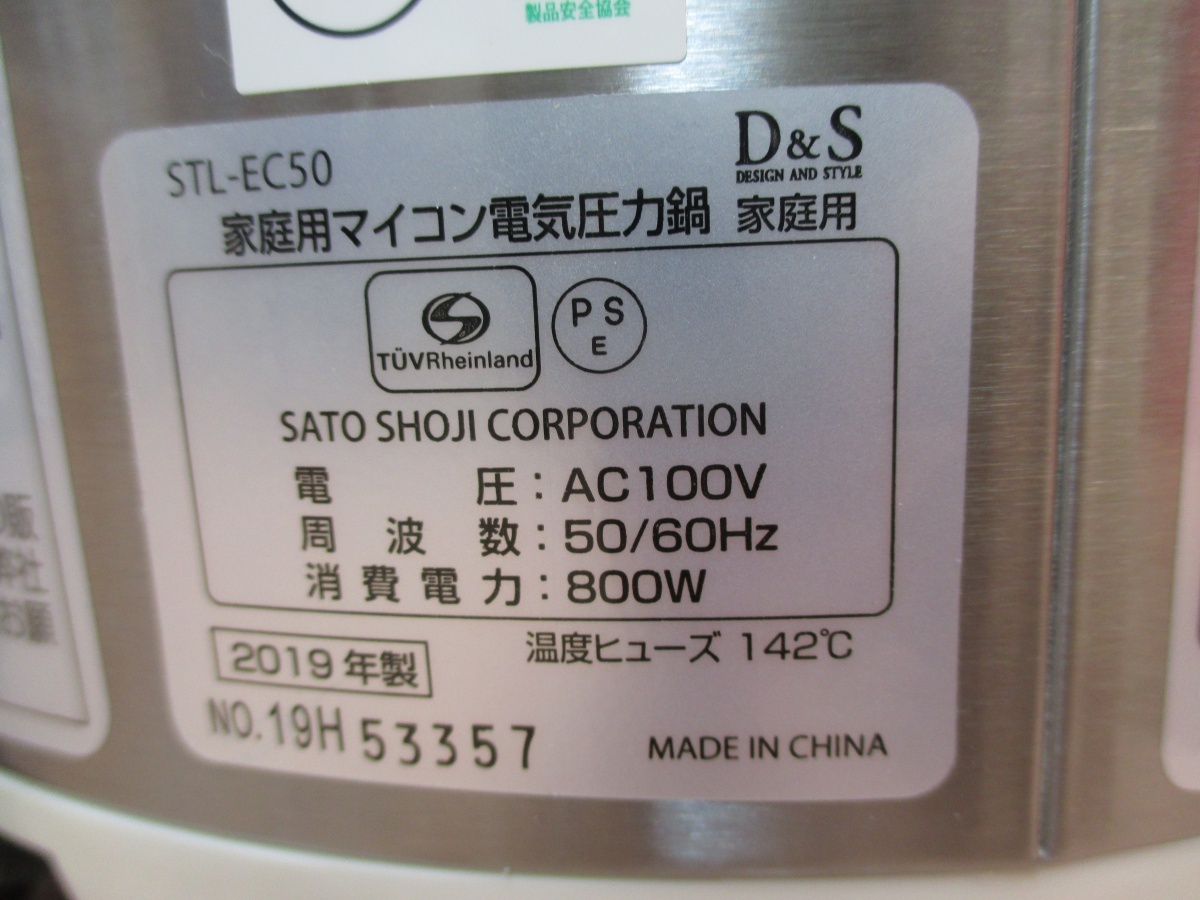 製品安全協会
STL-EC50
D&S
DESIGN AND STYLE
家庭用マイコン電気圧力鍋 家庭用
TÜVRheinland
PS
E
SATO SHOJI CORPORATION
電圧:AC100V
周波数:50/60Hz
消費電力:800W
温度ヒューズ 142℃
2019年製
NO.19H 53357
MADE IN CHINA